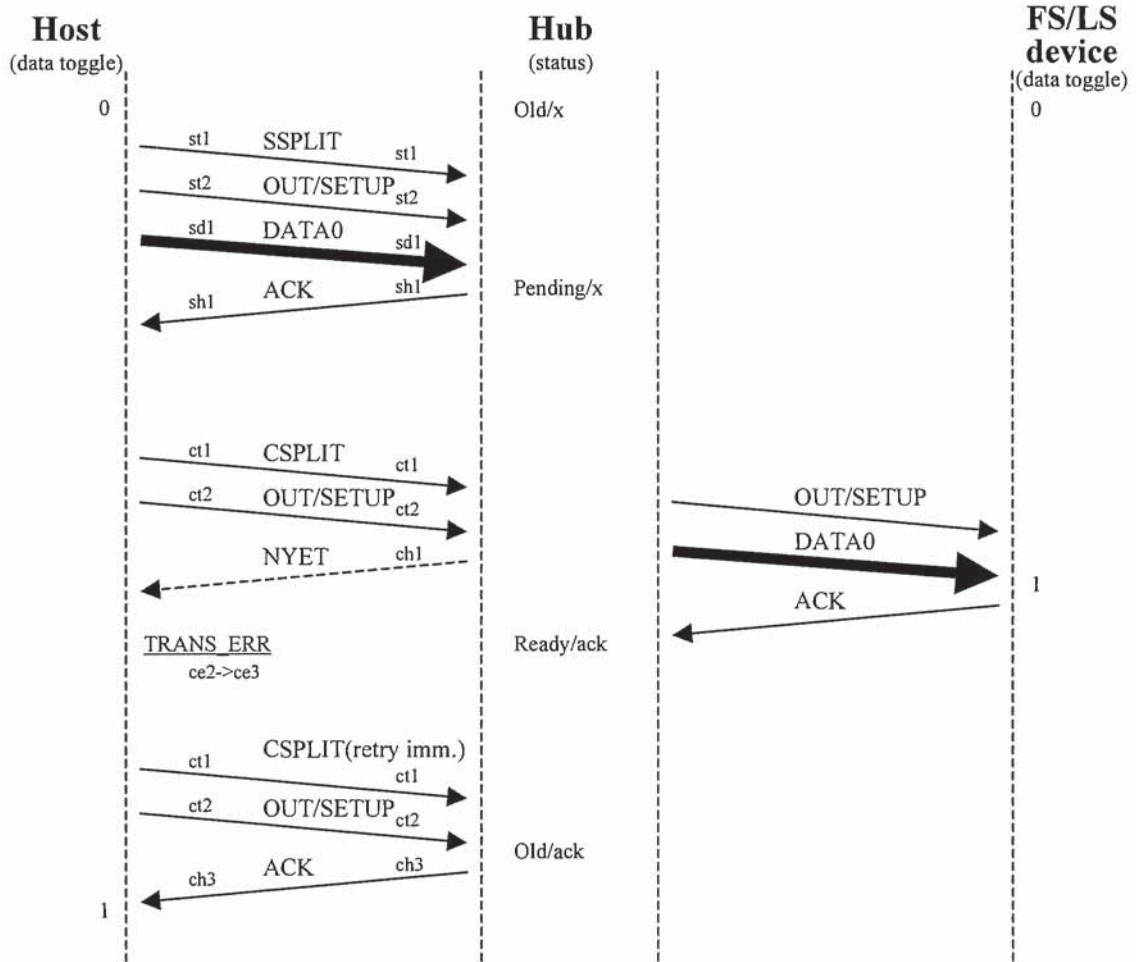 Host
(data toggle)
Hub
(status)
FS/LS
device
(data toggle)
0
Old/x
0
st1 SSPLIT st1
st2 OUT/SETUP st2
sd1 DATA0 sd1
sh1 ACK sh1
Pending/x
ct1 CSPLIT ct1
ct2 OUT/SETUP ct2
OUT/SETUP
NYET ch1
DATA0
1
ACK
TRANS_ERR
ce2->ce3
Ready/ack
CSPLIT(retry imm.)
ct1 ct1
ct2 OUT/SETUP ct2
Old/ack
ch3 ACK ch3
1